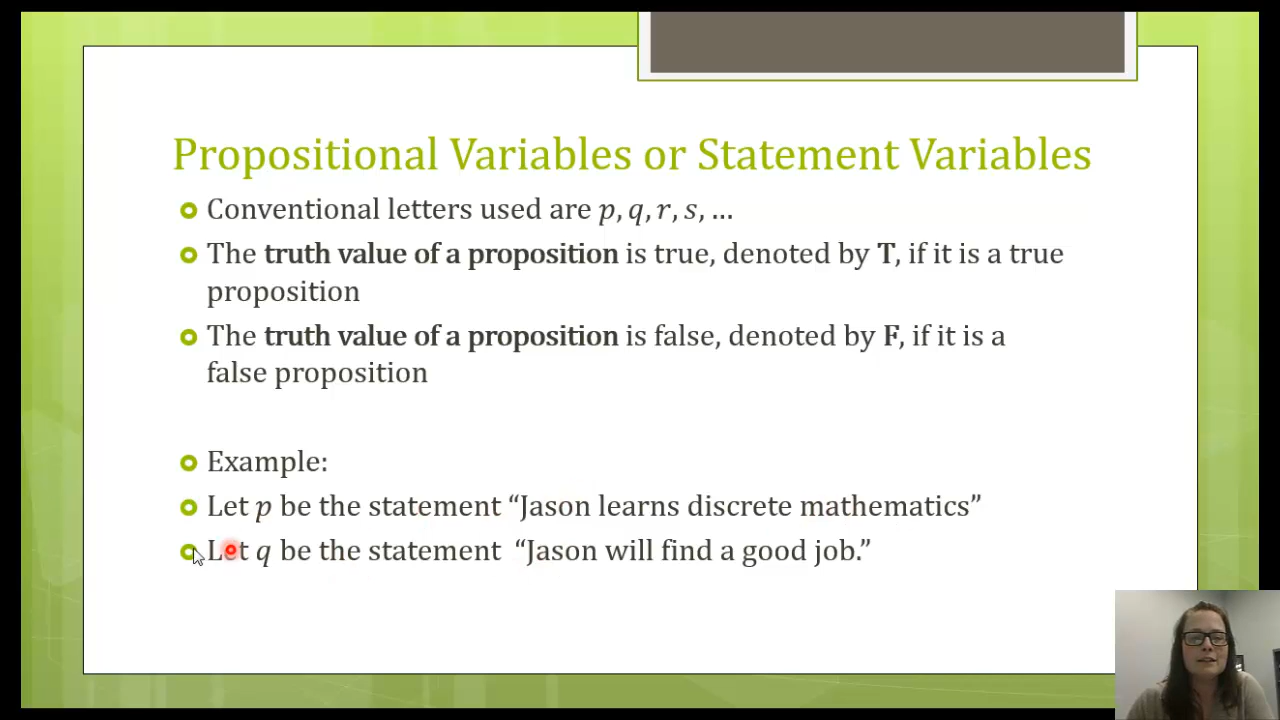 Propositional Variables or Statement Variables
Conventional letters used are p, q, r, s, …
The truth value of a proposition is true, denoted by T, if it is a true
proposition
The truth value of a proposition is false, denoted by F, if it is a
false proposition
Example:
Let p be the statement “Jason learns discrete mathematics”
Let q be the statement “Jason will find a good job.”